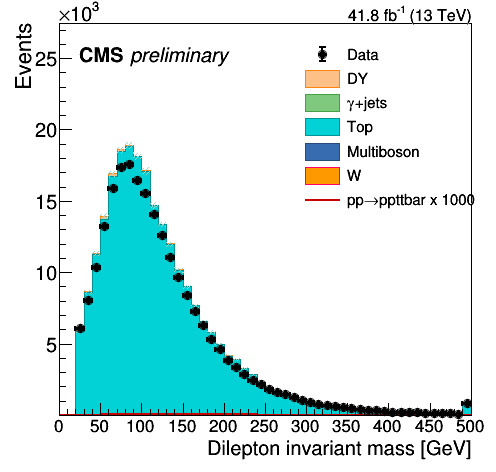 ×10³
41.8 fb⁻¹ (13 TeV)
Events
CMS preliminary
Data
DY
γ+jets
Top
Multiboson
W
pp→ppttbar x 1000
25
20
15
10
5
0 50 100 150 200 250 300 350 400 450 500
Dilepton invariant mass [GeV]